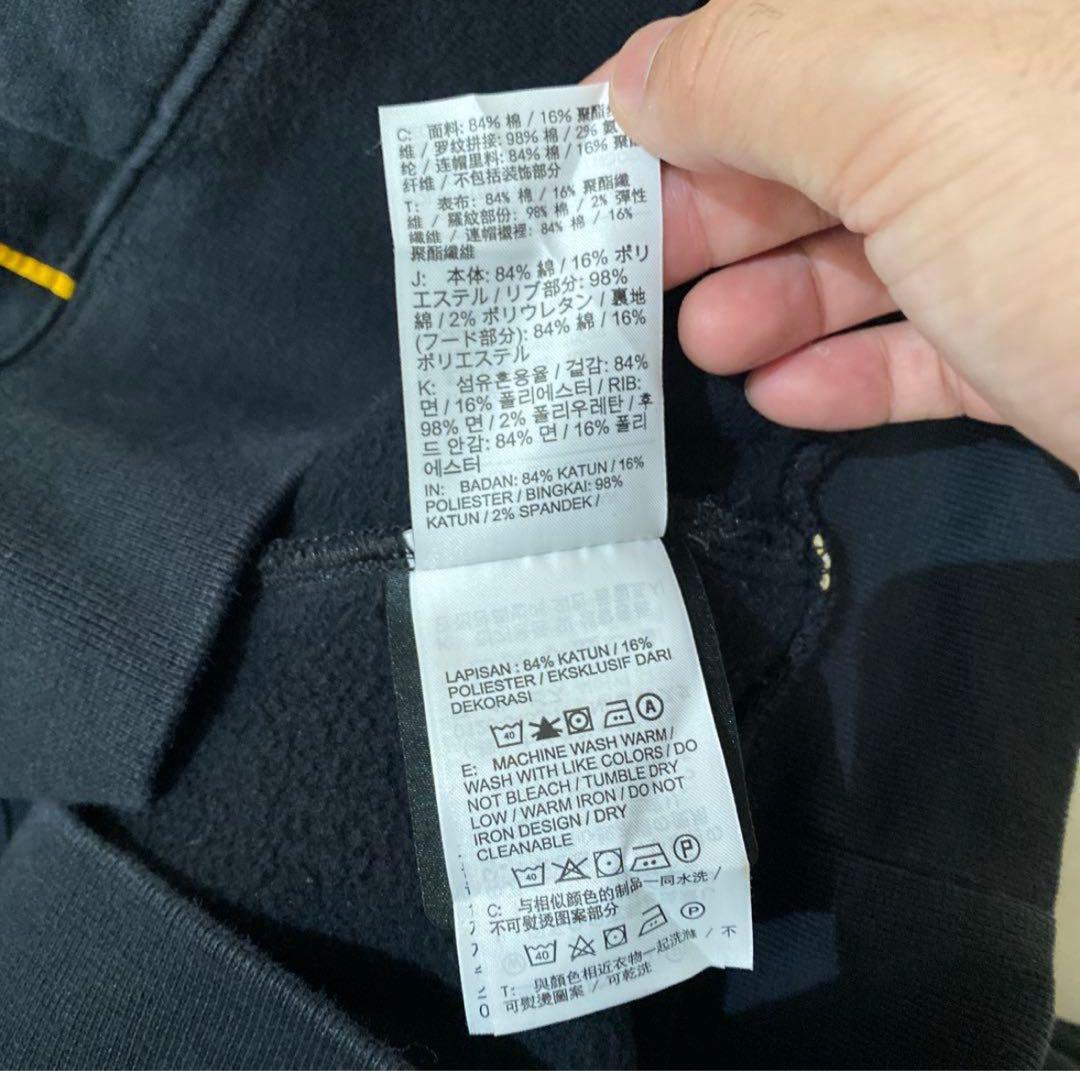 C: 面料: 84% 棉 / 16% 聚酯纤
维 / 罗纹拼接: 98% 棉 / 2% 氨
纶 / 连帽里料: 84% 棉 / 16% 聚酯
纤维 / 不包括装饰部分
T: 表布: 84% 棉 / 16% 聚酯纖
維 / 羅紋部份: 98% 棉 / 2% 彈性
纖維 / 連帽襯裡: 84% 棉 / 16%
聚酯纖維
J: 本体: 84% 綿 / 16% ポリ
エステル / リブ部分: 98%
綿 / 2% ポリウレタン / 裏地
(フード部分): 84% 綿 / 16%
ポリエステル
K: 섬유혼용율 / 겉감: 84%
면 / 16% 폴리에스터 / RIB:
98% 면 / 2% 폴리우레탄 / 후
드 안감: 84% 면 / 16% 폴리
에스터
IN: BADAN: 84% KATUN / 16%
POLIESTER / BINGKAI: 98%
KATUN / 2% SPANDEK /
LAPISAN : 84% KATUN / 16%
POLIESTER / EKSKLUSIF DARI
DEKORASI
40 A
E: MACHINE WASH WARM /
WASH WITH LIKE COLORS / DO
NOT BLEACH / TUMBLE DRY
LOW / WARM IRON / DO NOT
IRON DESIGN / DRY
CLEANABLE
40 P
C: 与相似颜色的制品一同水洗 /
不可熨烫图案部分
40 P
T: 與顏色相近衣物一起洗滌 / 不
可熨燙圖案 / 可乾洗